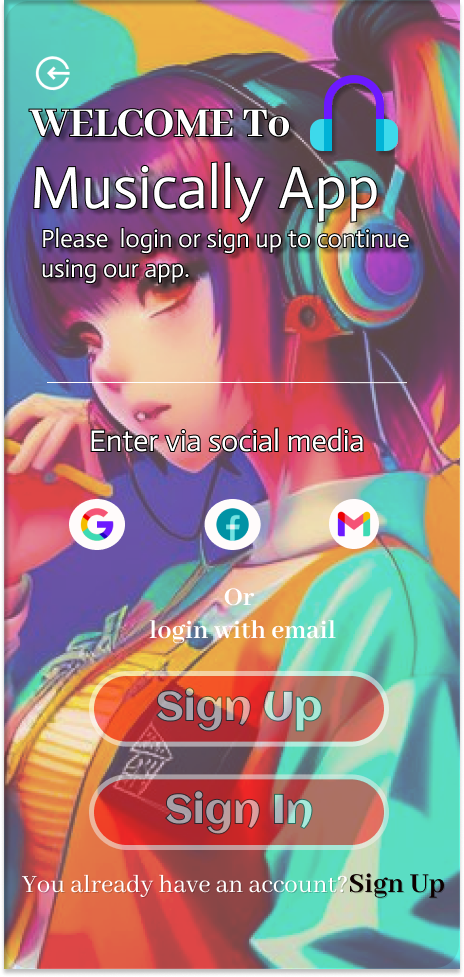 WELCOME To
Musically App
Please login or sign up to continue
using our app.
Enter via social media
G f M
Or
login with email
Sign Up
Sign In
You already have an account?Sign Up